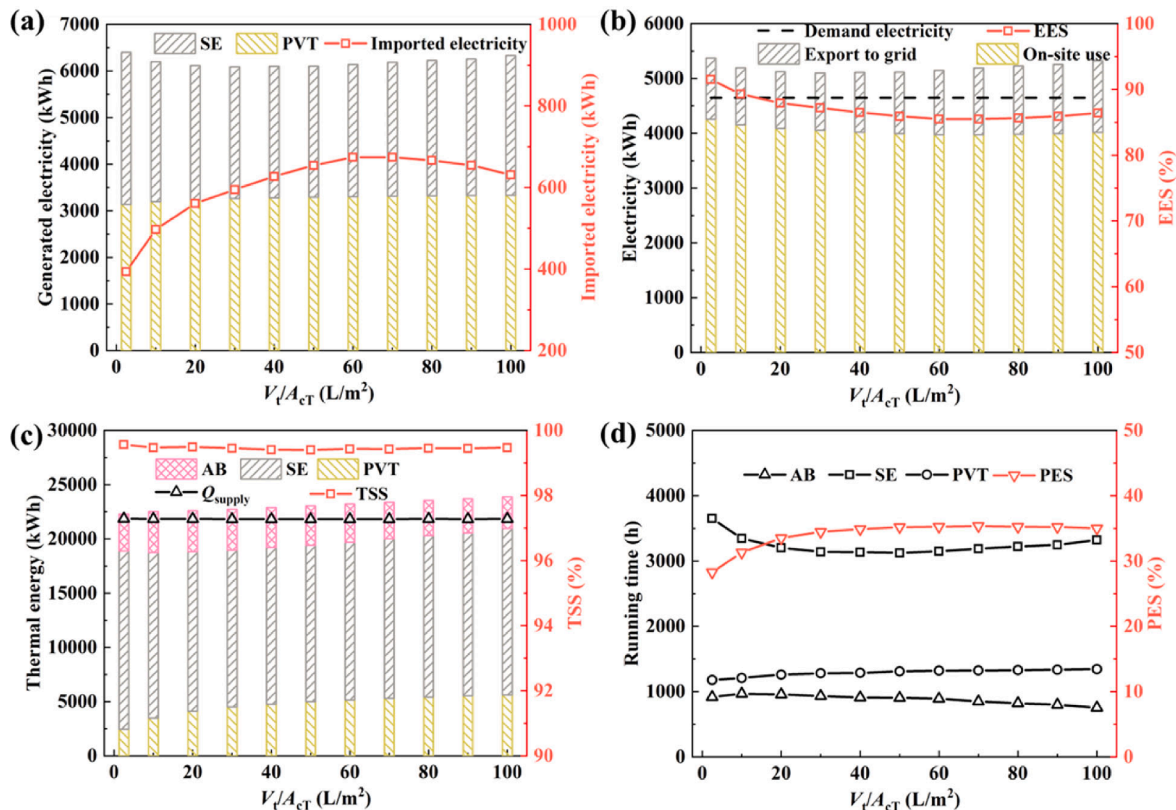 (a)
SE PVT Imported electricity
Generated electricity (kWh)
7000
6000
5000
4000
3000
2000
1000
0
1000
800
600
400
200
Imported electricity (kWh)
0 20 40 60 80 100
Vt/AcT (L/m²)
(b)
Demand electricity EES
Export to grid On-site use
Electricity (kWh)
6000
5000
4000
3000
2000
1000
0
100
90
80
70
60
50
EES (%)
0 20 40 60 80 100
Vt/AcT (L/m²)
(c)
AB SE PVT
Qsupply TSS
Thermal energy (kWh)
30000
25000
20000
15000
10000
5000
0
100
98
96
94
92
90
TSS (%)
0 20 40 60 80 100
Vt/AcT (L/m²)
(d)
AB SE PVT PES
Running time (h)
5000
4000
3000
2000
1000
0
50
40
30
20
10
0
PES (%)
0 20 40 60 80 100
Vt/AcT (L/m²)